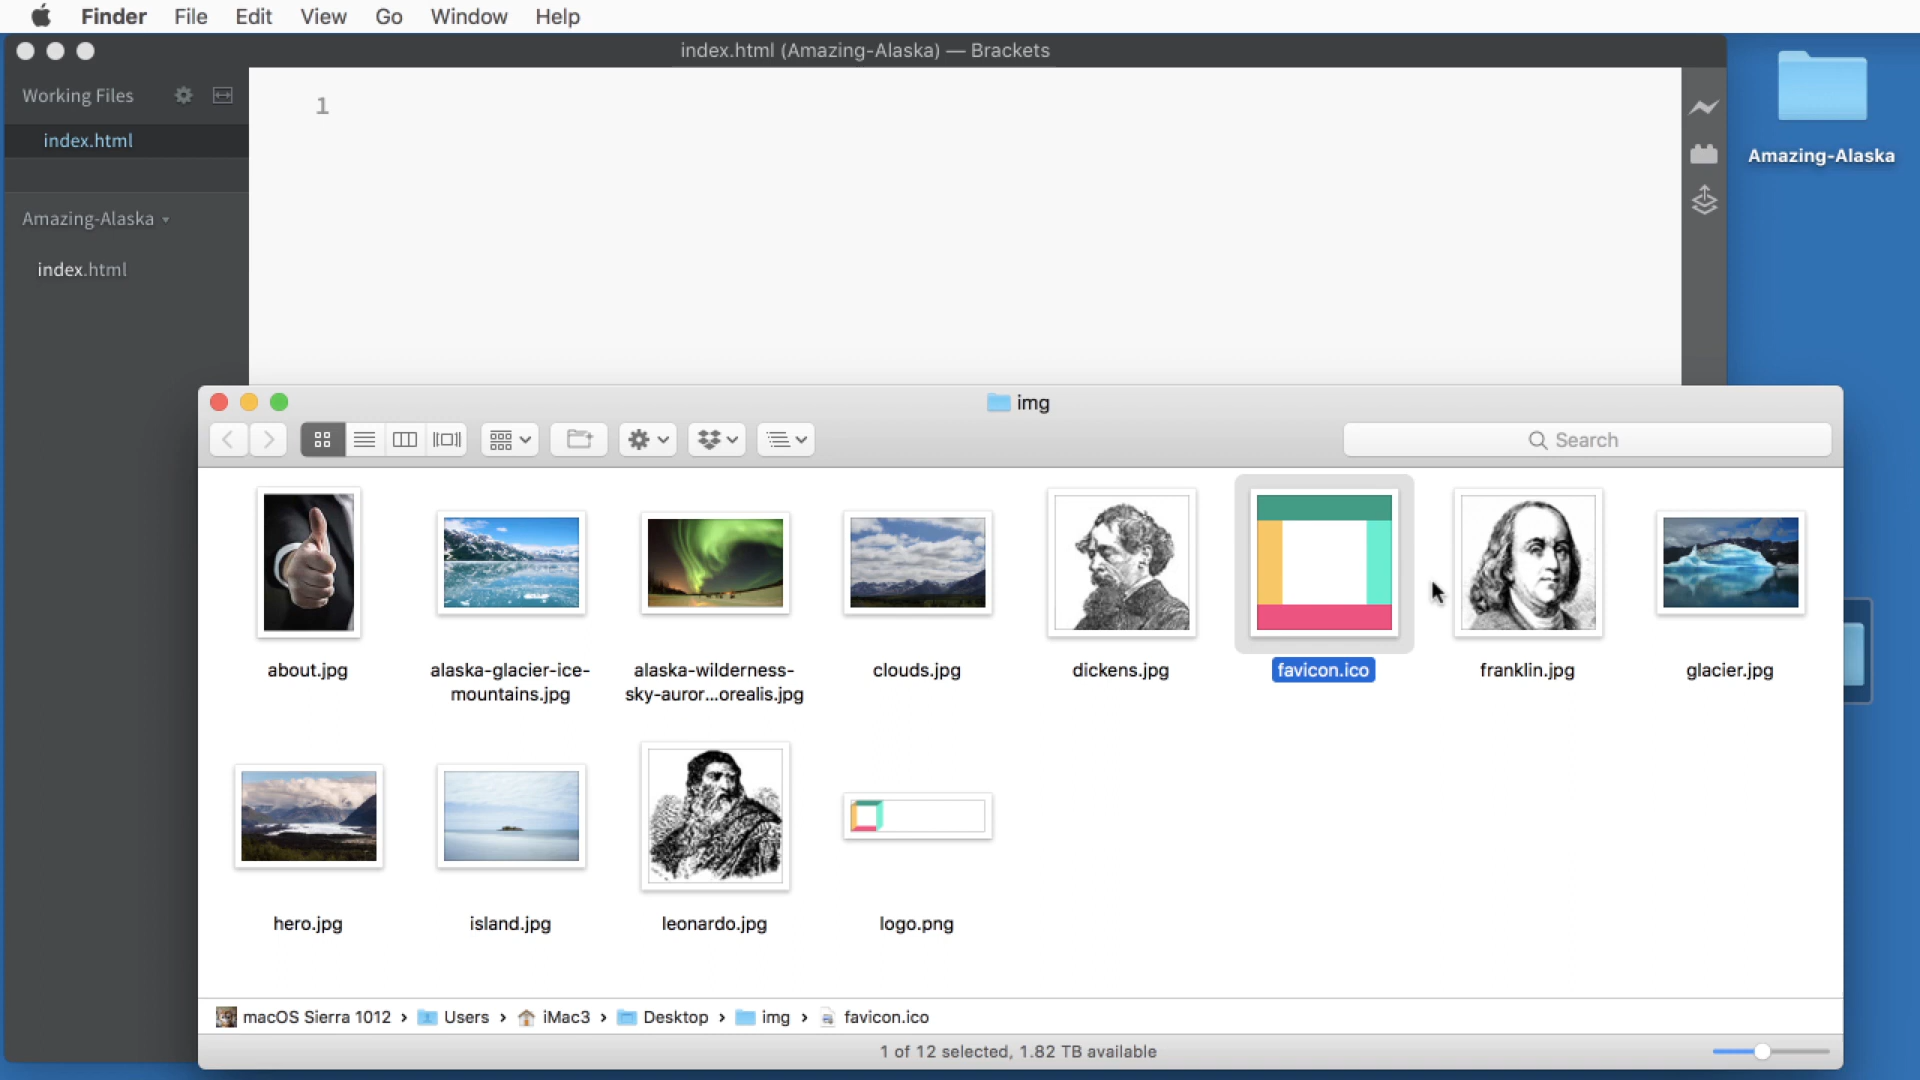 Finder File Edit View Go Window Help
index.html (Amazing-Alaska) — Brackets
Working Files
index.html
Amazing-Alaska
index.html
1
Amazing-Alaska
img
Search
about.jpg
alaska-glacier-ice-
mountains.jpg
alaska-wilderness-
sky-auror...orealis.jpg
clouds.jpg
dickens.jpg
favicon.ico
franklin.jpg
glacier.jpg
hero.jpg
island.jpg
leonardo.jpg
logo.png
macOS Sierra 1012 › Users › iMac3 › Desktop › img › favicon.ico
1 of 12 selected, 1.82 TB available